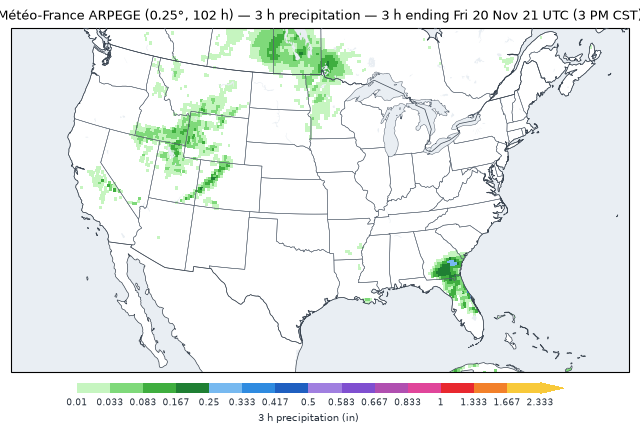 Météo-France ARPEGE (0.25°, 102 h) — 3 h precipitation — 3 h ending Fri 20 Nov 21 UTC (3 PM CST)
0.01 0.033 0.083 0.167 0.25 0.333 0.417 0.5 0.583 0.667 0.833 1 1.333 1.667 2.333
3 h precipitation (in)